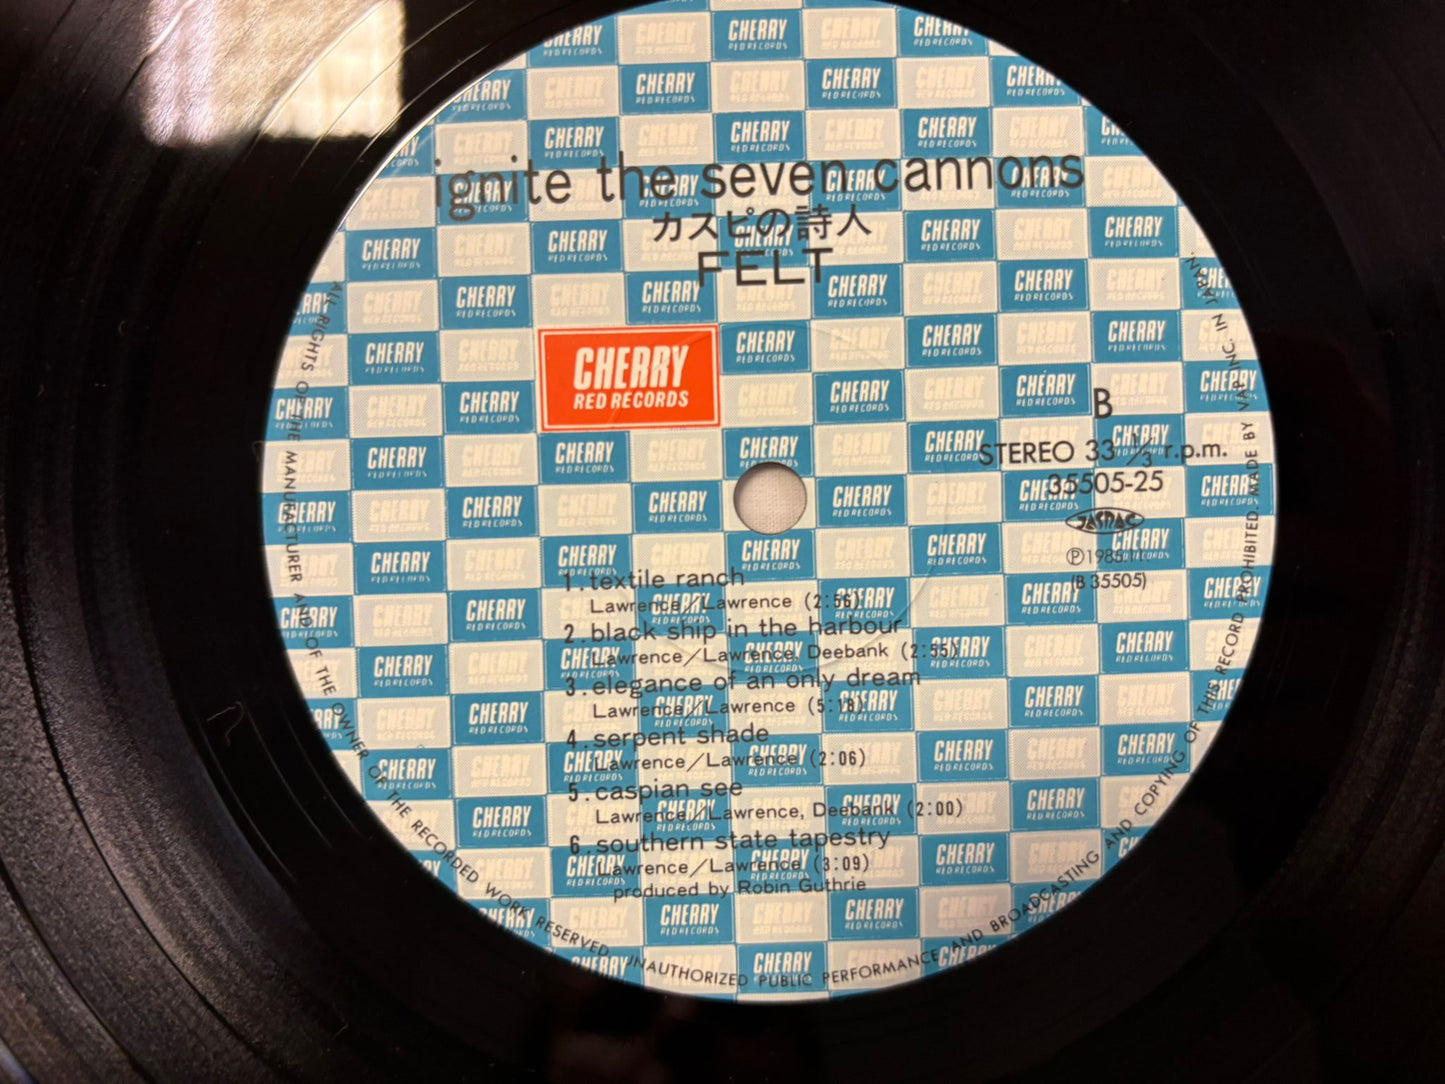 ignite the seven cannons
カスピの詩人
FELT
CHERRY
RED RECORDS
B
STEREO 33 ⅓ r.p.m.
35505-25
JASRAC
(B 35505)
1. textile ranch
Lawrence/Lawrence (2:56)
2. black ship in the harbour
Lawrence/Lawrence, Deebank (2:55)
3. elegance of an only dream
Lawrence/Lawrence (5:18)
4. serpent shade
Lawrence/Lawrence (2:06)
5. caspian see
Lawrence/Lawrence, Deebank (2:00)
6. southern state tapestry
Lawrence/Lawrence (3:09)
produced by Robin Guthrie
ALL RIGHTS OF THE MANUFACTURER AND OF THE OWNER OF THE RECORDED WORK RESERVED. UNAUTHORIZED PUBLIC PERFORMANCE AND BROADCASTING AND COPYING OF THIS RECORD PROHIBITED. MADE BY VAP INC. IN JAPAN.